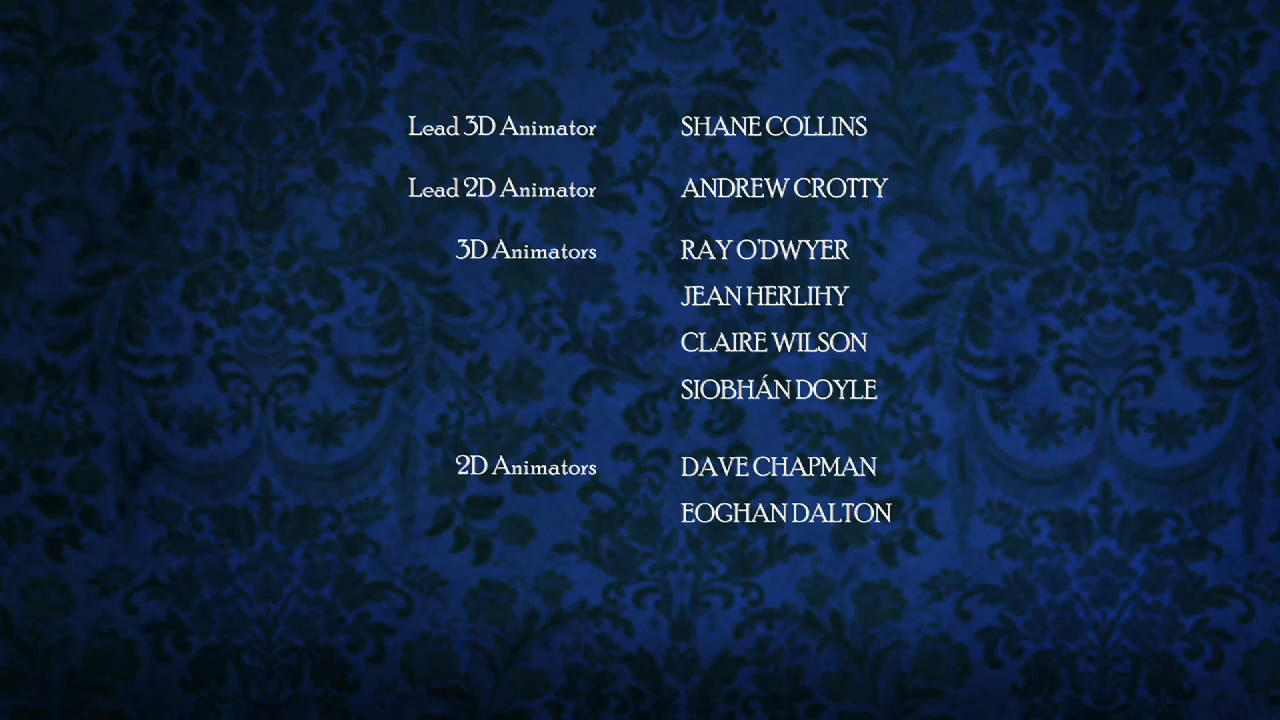 Lead 3D Animator SHANE COLLINS
Lead 2D Animator ANDREW CROTTY
3D Animators RAY O'DWYER
JEAN HERLIHY
CLAIRE WILSON
SIOBHÁN DOYLE
2D Animators DAVE CHAPMAN
EOGHAN DALTON